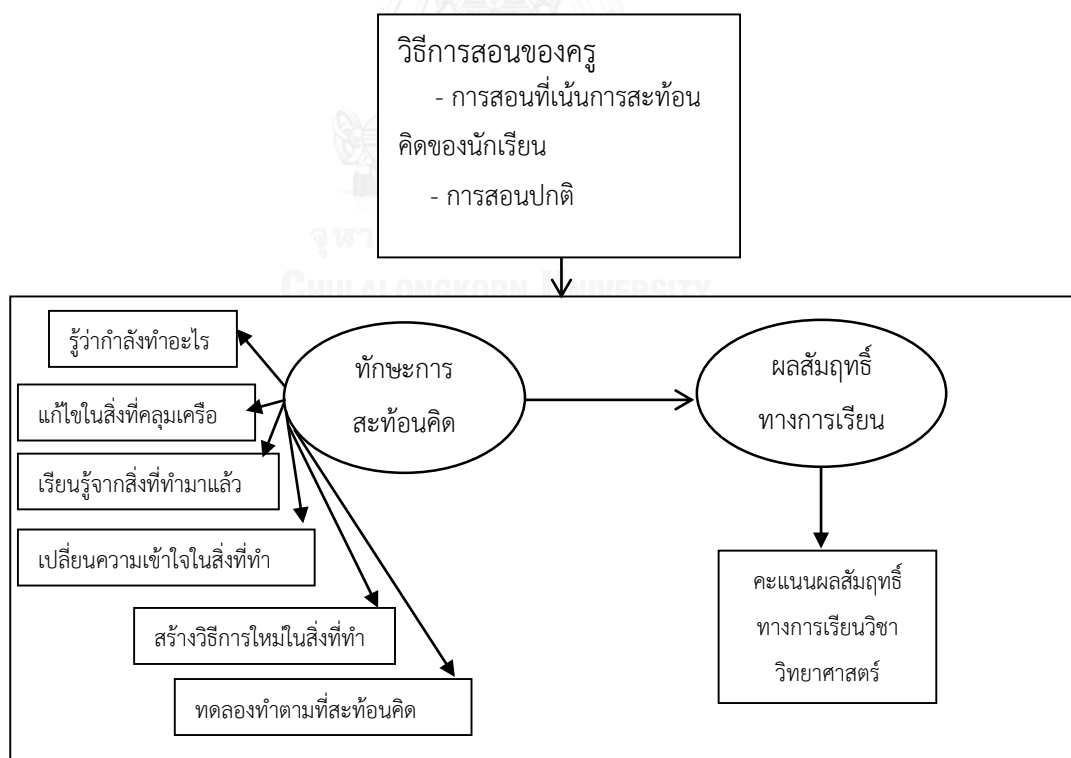 วิธีการสอนของครู
- การสอนที่เน้นการสะท้อน
คิดของนักเรียน
- การสอนปกติ
จุฬา
CHULALONGKORN UNIVERSITY
รู้ว่ากำลังทำอะไร
ทักษะการ
สะท้อนคิด
ผลสัมฤทธิ์
ทางการเรียน
แก้ไขในสิ่งที่คลุมเครือ
เรียนรู้จากสิ่งที่ทำมาแล้ว
เปลี่ยนความเข้าใจในสิ่งที่ทำ
สร้างวิธีการใหม่ในสิ่งที่ทำ
ทดลองทำตามที่สะท้อนคิด
คะแนนผลสัมฤทธิ์
ทางการเรียนวิชา
วิทยาศาสตร์